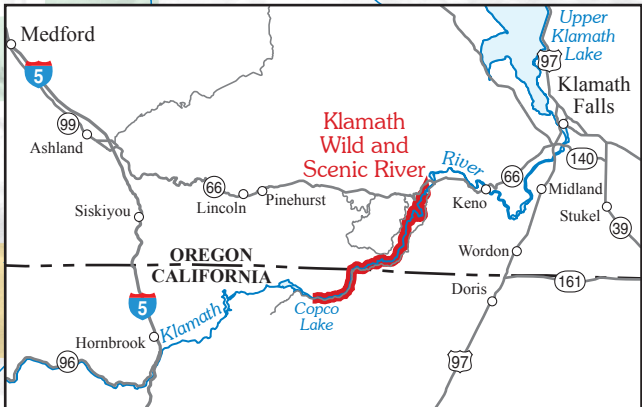 Medford
5
99
Ashland
Siskiyou
66
Lincoln
Pinehurst
Klamath
Wild and
Scenic River
River
Keno
66
Upper
Klamath
Lake
97
Klamath
Falls
140
Midland
Stukel
39
Wordon
OREGON
CALIFORNIA
161
Doris
97
5
Klamath
Copco
Lake
Hornbrook
96